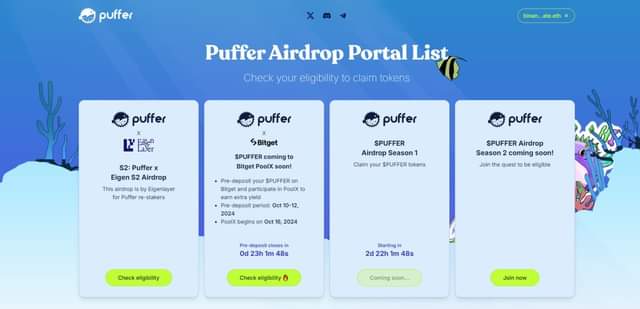 puffer
binan...ate.eth
Puffer Airdrop Portal List
Check your eligibility to claim tokens
puffer
x
S2: Puffer x
Eigen S2 Airdrop
This airdrop is by Eigenlayer
for Puffer re-stakers
Check eligibility
puffer
x
Bitget
$PUFFER coming to
Bitget PoolX soon!
Pre-deposit your $PUFFER on
Bitget and participate in PoolX to
earn extra yield
Pre-deposit period: Oct 10-12,
2024
PoolX begins on Oct 16, 2024
Pre-deposit closes in
0d 23h 1m 48s
Check eligibility
puffer
$PUFFER
Airdrop Season 1
Claim your $PUFFER tokens
Starting in
2d 22h 1m 48s
Coming soon...
puffer
$PUFFER Airdrop
Season 2 coming soon!
Join the quest to be eligible
Join now